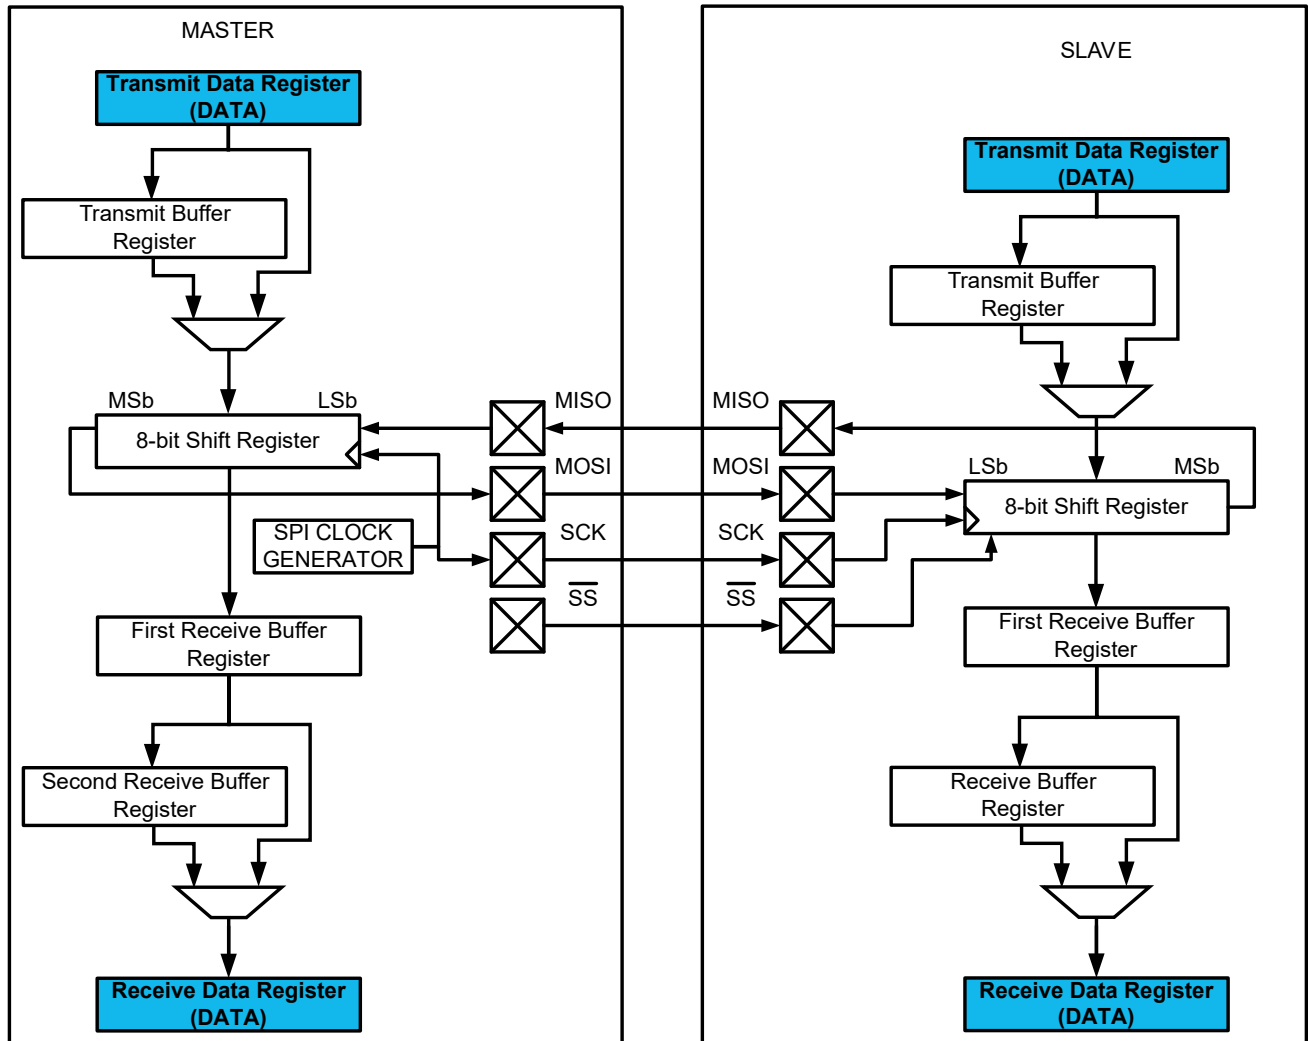 MASTER
Transmit Data Register
(DATA)
Transmit Buffer
Register
MSb
LSb
8-bit Shift Register
SPI CLOCK
GENERATOR
First Receive Buffer
Register
Second Receive Buffer
Register
Receive Data Register
(DATA)
MISO
MOSI
SCK
SS
MISO
MOSI
SCK
SS
SLAVE
Transmit Data Register
(DATA)
Transmit Buffer
Register
LSb
MSb
8-bit Shift Register
First Receive Buffer
Register
Receive Buffer
Register
Receive Data Register
(DATA)